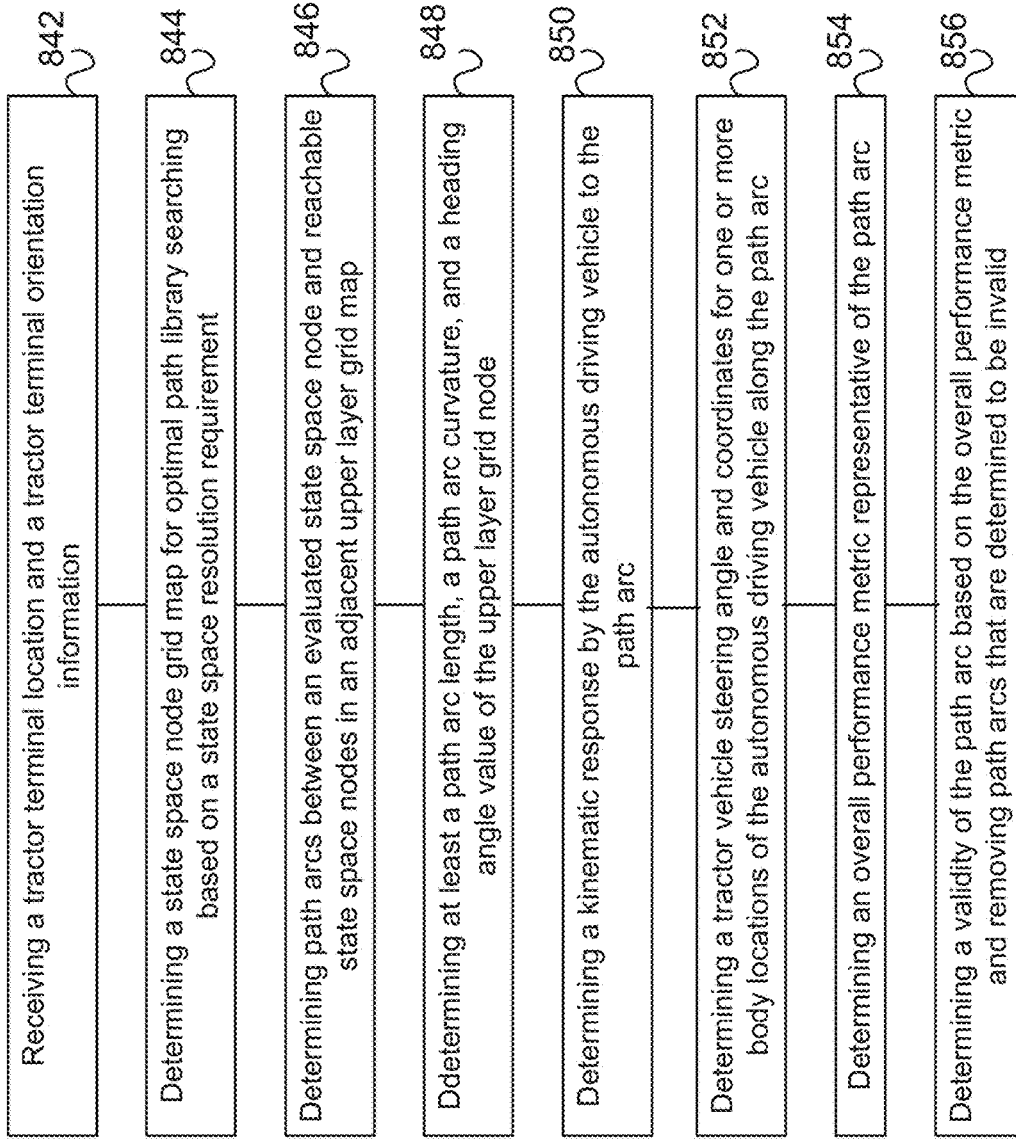 Receiving a tractor terminal location and a tractor terminal orientation
information
842
Determining a state space node grid map for optimal path library searching
based on a state space resolution requirement
844
Determining path arcs between an evaluated state space node and reachable
state space nodes in an adjacent upper layer grid map
846
Ddetermining at least a path arc length, a path arc curvature, and a heading
angle value of the upper layer grid node
848
Determining a kinematic response by the autonomous driving vehicle to the
path arc
850
Determining a tractor vehicle steering angle and coordinates for one or more
body locations of the autonomous driving vehicle along the path arc
852
Determining an overall performance metric representative of the path arc
854
Determining a validity of the path arc based on the overall performance metric
and removing path arcs that are determined to be invalid
856